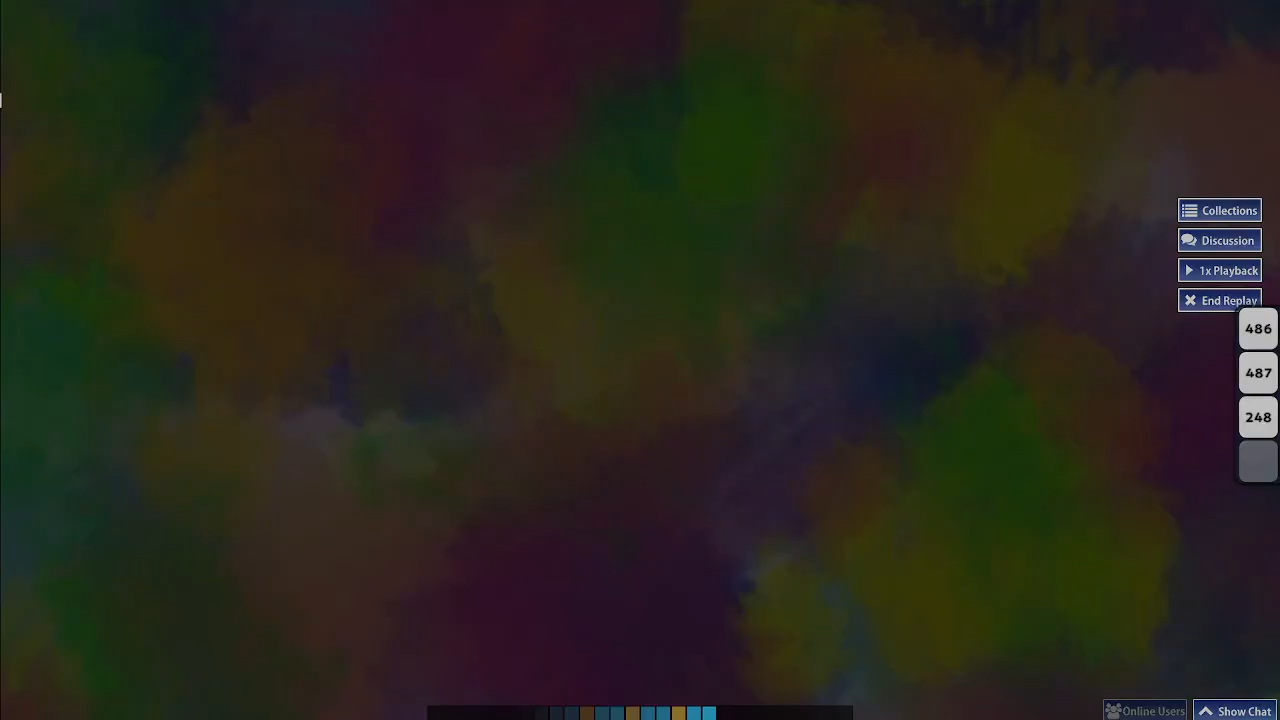 Collections
Discussion
1x Playback
End Replay
486
487
248
Online Users
Show Chat